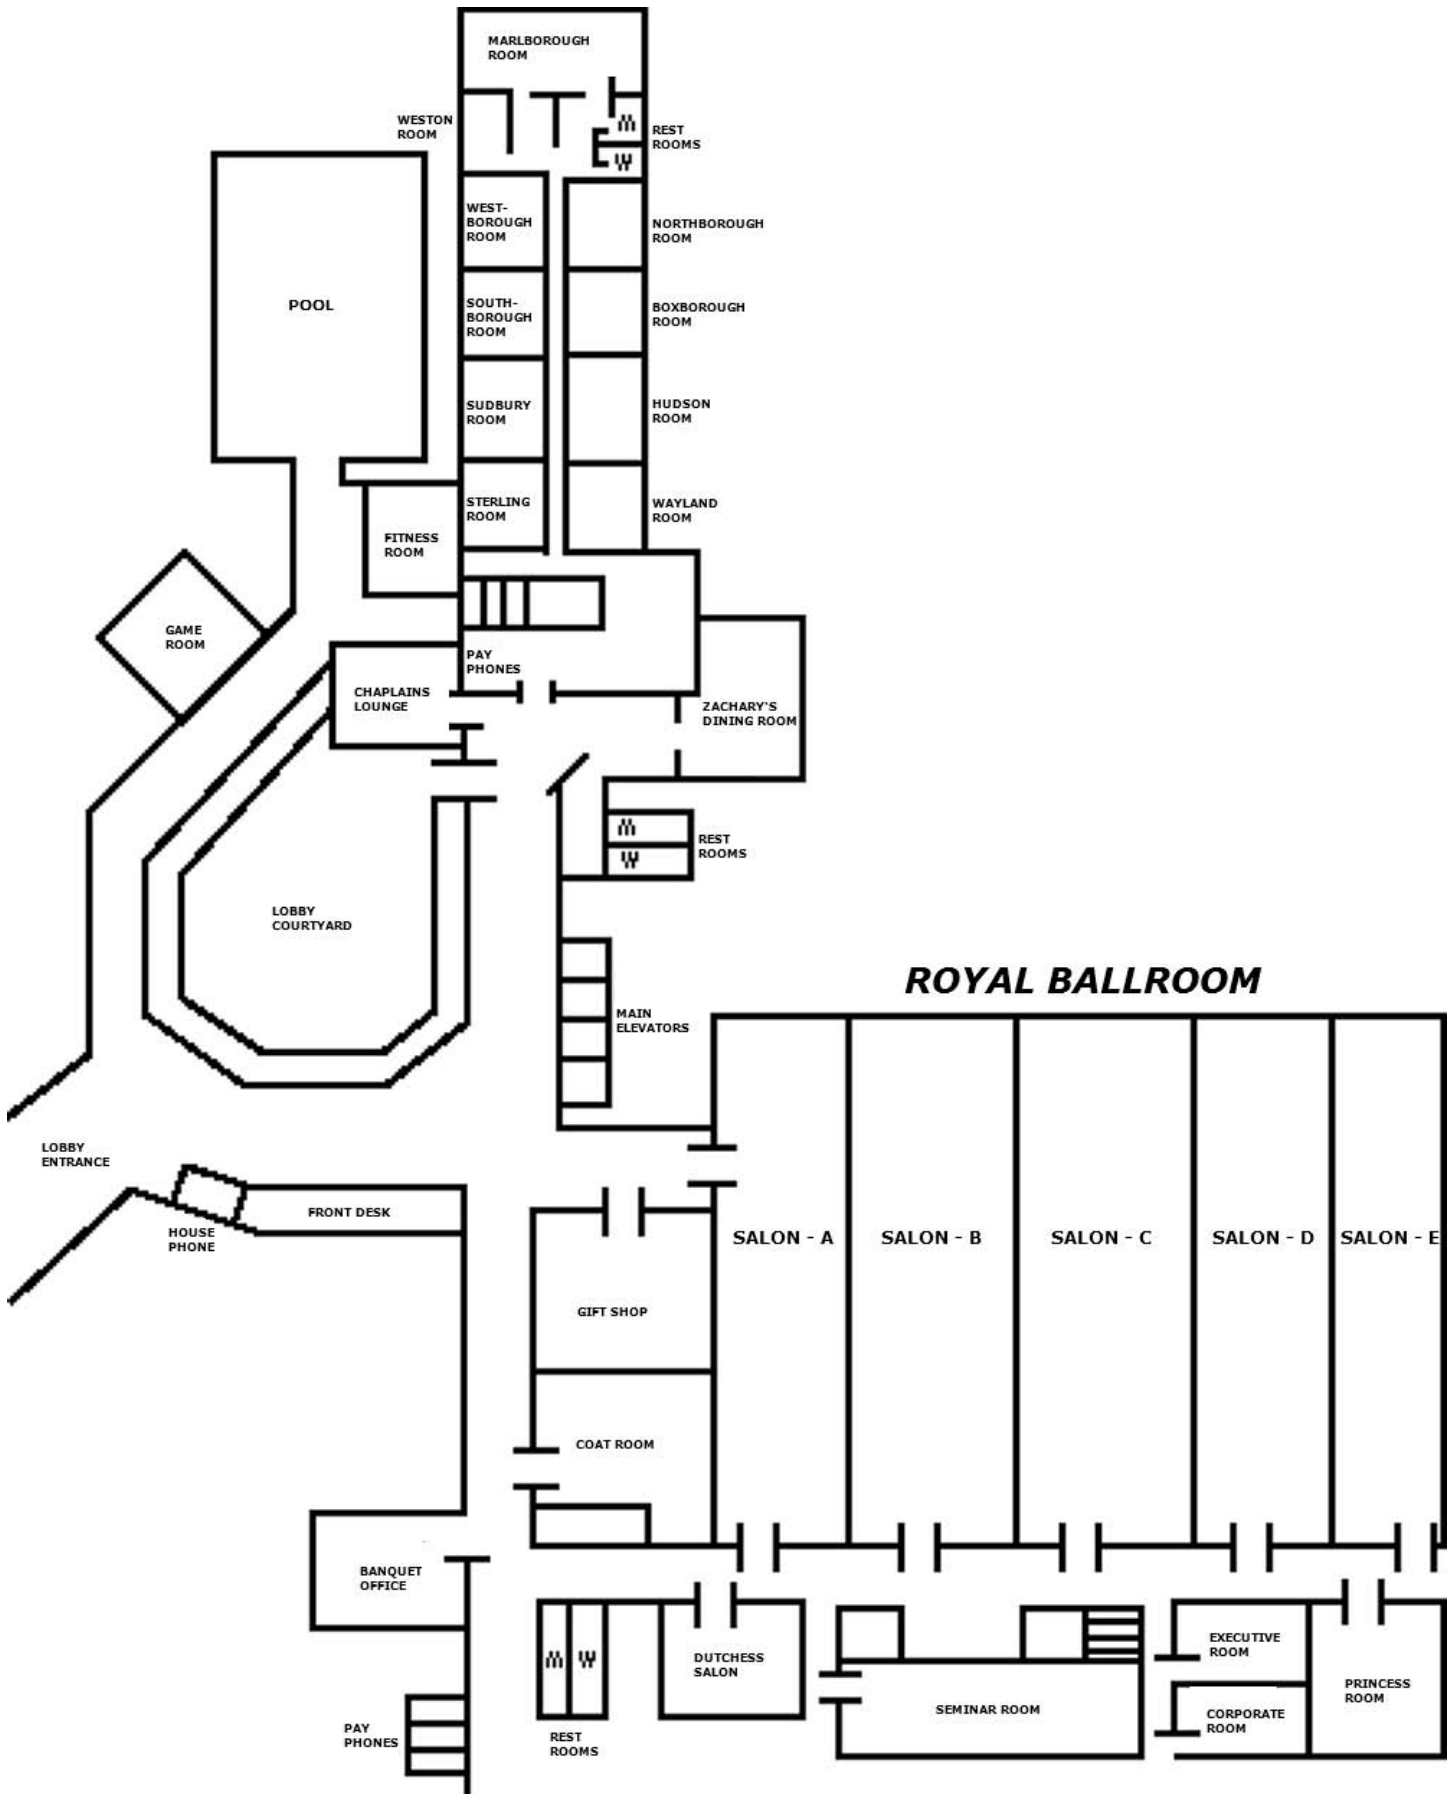 MARLBOROUGH
ROOM
WESTON
ROOM
M
REST
ROOMS
W
WEST-
BOROUGH
ROOM
NORTHBOROUGH
ROOM
POOL
SOUTH-
BOROUGH
ROOM
BOXBOROUGH
ROOM
SUDBURY
ROOM
HUDSON
ROOM
STERLING
ROOM
WAYLAND
ROOM
FITNESS
ROOM
GAME
ROOM
PAY
PHONES
CHAPLAINS
LOUNGE
ZACHARY'S
DINING ROOM
M
W
REST
ROOMS
LOBBY
COURTYARD
ROYAL BALLROOM
MAIN
ELEVATORS
LOBBY
ENTRANCE
FRONT DESK
HOUSE
PHONE
SALON - A
SALON - B
SALON - C
SALON - D
SALON - E
GIFT SHOP
COAT ROOM
BANQUET
OFFICE
M
W
REST
ROOMS
DUTCHESS
SALON
EXECUTIVE
ROOM
PRINCESS
ROOM
SEMINAR ROOM
CORPORATE
ROOM
PAY
PHONES